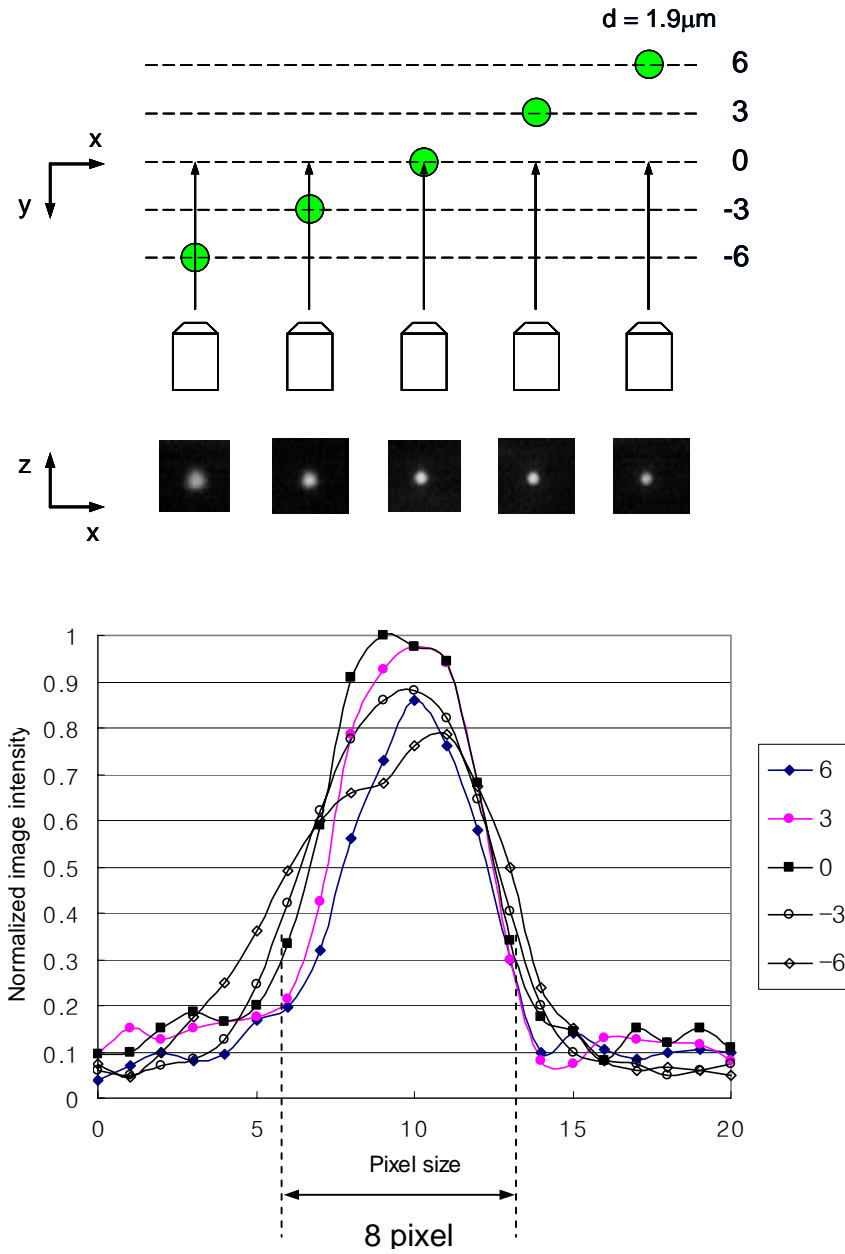 d = 1.9μm
6
3
x
0
y
-3
-6
z
x
1
0.9
0.8
0.7
0.6
0.5
0.4
0.3
0.2
0.1
0
Normalized image intensity
6
3
0
−3
−6
0 5 10 15 20
Pixel size
8 pixel